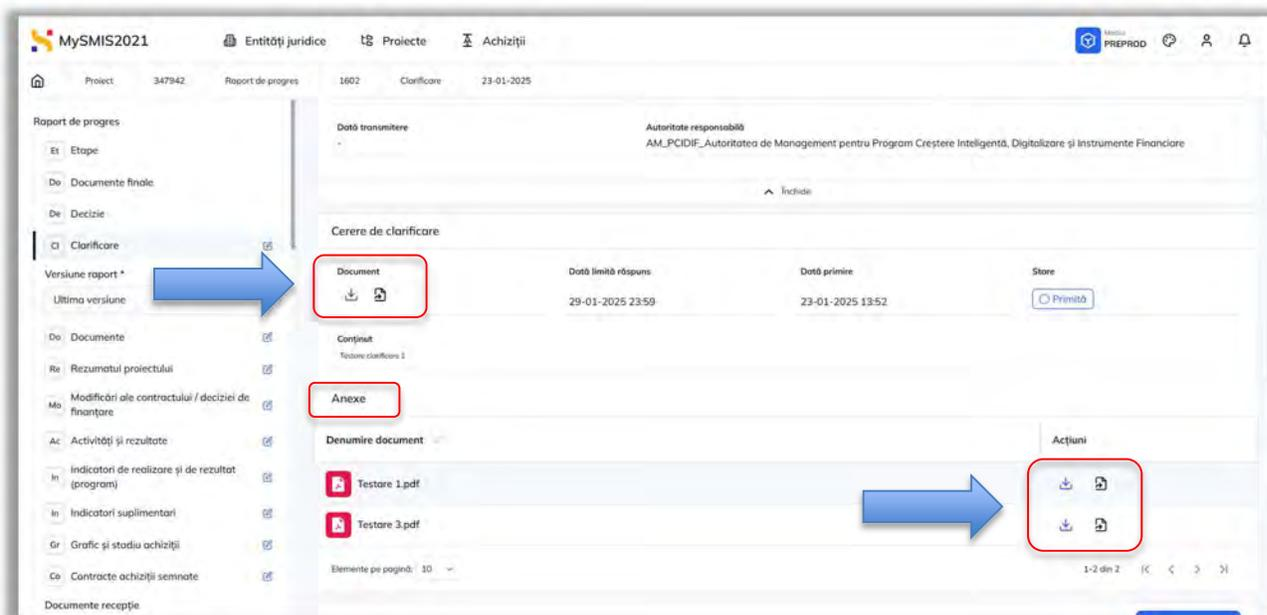 MySMIS2021
Entități juridice
Proiecte
Achiziții
Mediu
PREPROD
Proiect
347942
Raport de progres
1602
Clarificare
23-01-2025
Raport de progres
Et Etape
Do Documente finale
De Decizie
Cl Clarificare
Versiune raport *
Ultima versiune
Do Documente
Re Rezumatul proiectului
Mo Modificări ale contractului / deciziei de
finanțare
Ac Activități și rezultate
In Indicatori de realizare și de rezultat
(program)
In Indicatori suplimentari
Gr Grafic și stadiu achiziții
Co Contracte achiziții semnate
Documente recepție
Dată transmitere
-
Autoritate responsabilă
AM_PCIDIF_Autoritatea de Management pentru Program Creștere Inteligentă, Digitalizare și Instrumente Financiare
Închide
Cerere de clarificare
Document
Dată limită răspuns
29-01-2025 23:59
Dată primire
23-01-2025 13:52
Stare
Primită
Conținut
Testare clarificare 1
Anexe
Denumire document
Acțiuni
Testare 1.pdf
Testare 3.pdf
Elemente pe pagină: 10
1-2 din 2